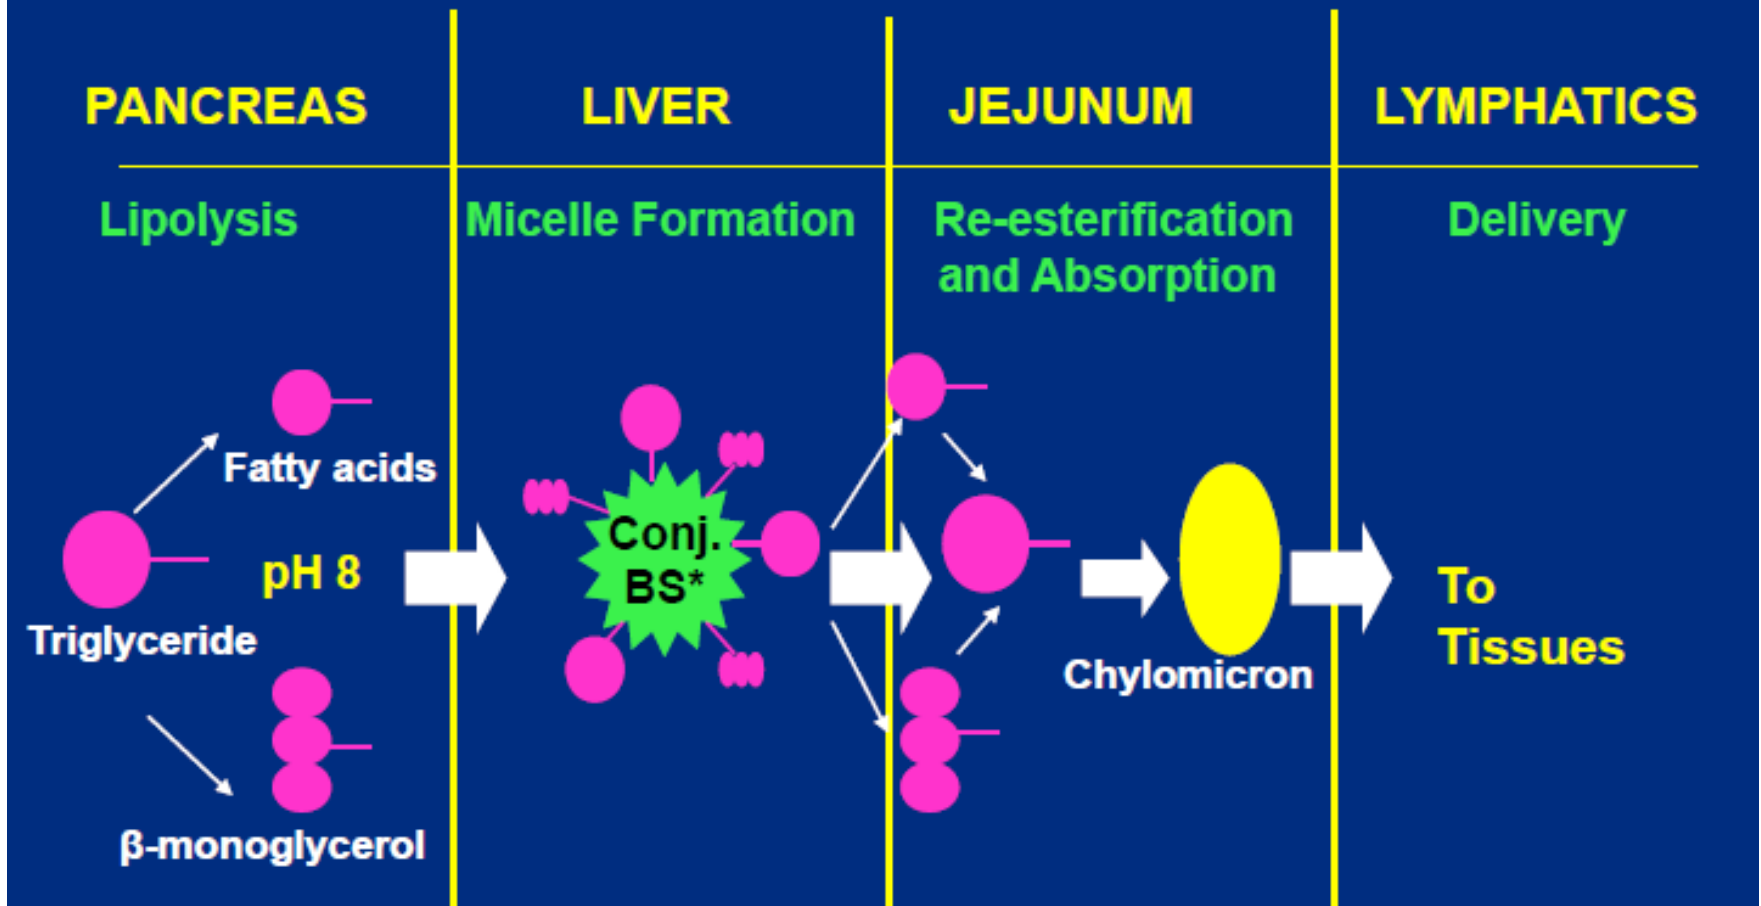 PANCREAS
LIVER
JEJUNUM
LYMPHATICS
Lipolysis
Micelle Formation
Re-esterification
and Absorption
Delivery
Fatty acids
pH 8
Triglyceride
β-monoglycerol
Conj.
BS*
Chylomicron
To
Tissues